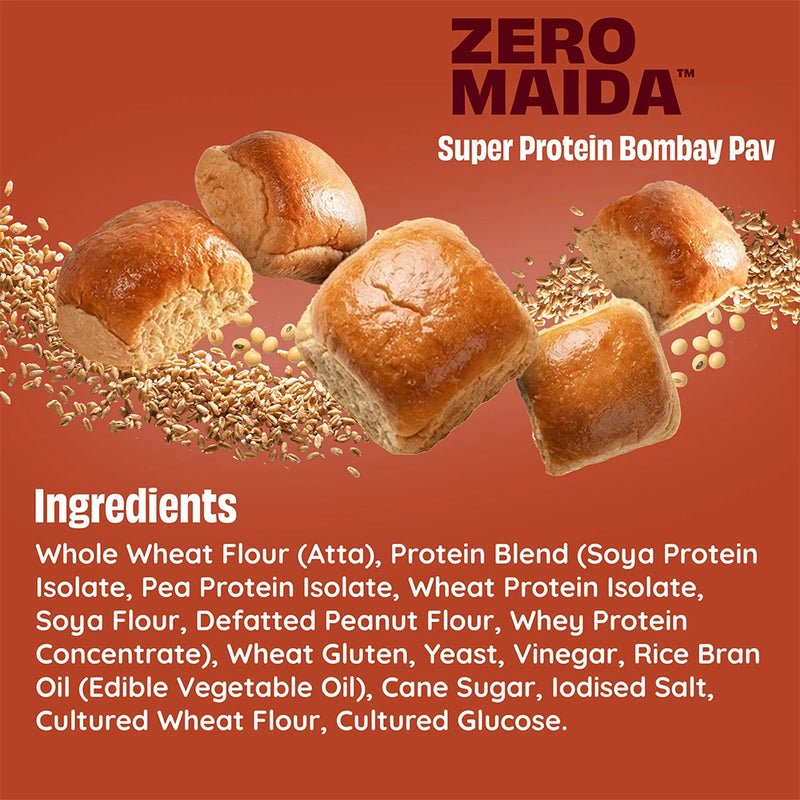 ZERO
MAIDA™
Super Protein Bombay Pav
Ingredients
Whole Wheat Flour (Atta), Protein Blend (Soya Protein
Isolate, Pea Protein Isolate, Wheat Protein Isolate,
Soya Flour, Defatted Peanut Flour, Whey Protein
Concentrate), Wheat Gluten, Yeast, Vinegar, Rice Bran
Oil (Edible Vegetable Oil), Cane Sugar, Iodised Salt,
Cultured Wheat Flour, Cultured Glucose.